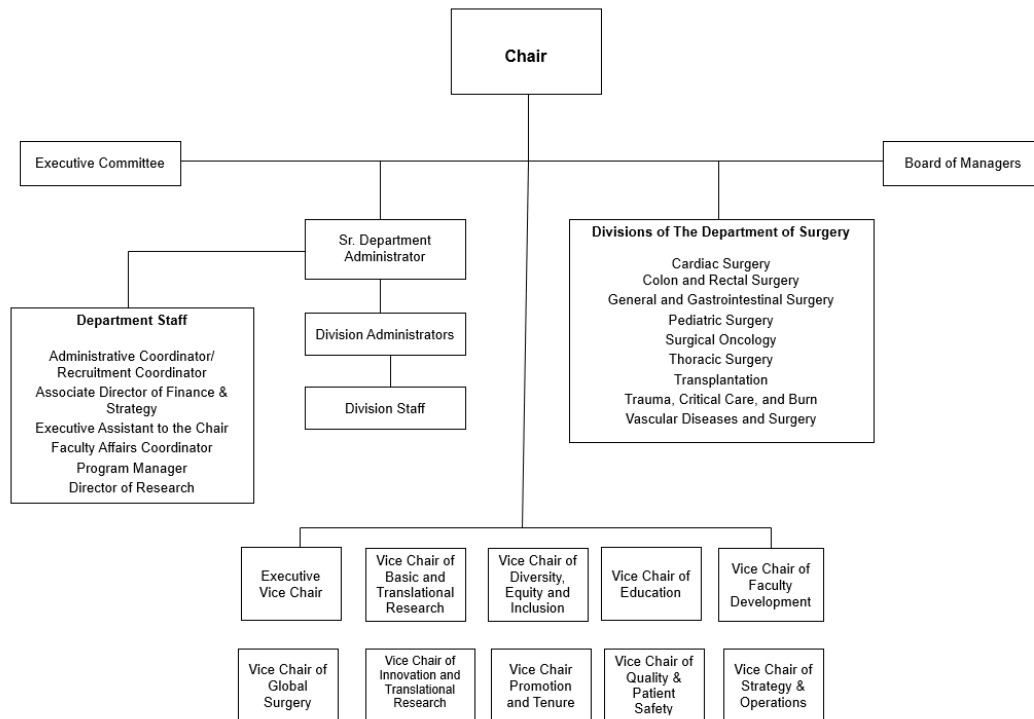 Chair
Executive Committee
Board of Managers
Sr. Department
Administrator
Divisions of The Department of Surgery
Cardiac Surgery
Colon and Rectal Surgery
General and Gastrointestinal Surgery
Pediatric Surgery
Surgical Oncology
Thoracic Surgery
Transplantation
Trauma, Critical Care, and Burn
Vascular Diseases and Surgery
Department Staff
Administrative Coordinator/
Recruitment Coordinator
Associate Director of Finance &
Strategy
Executive Assistant to the Chair
Faculty Affairs Coordinator
Program Manager
Director of Research
Division Administrators
Division Staff
Executive
Vice Chair
Vice Chair of
Basic and
Translational
Research
Vice Chair of
Diversity,
Equity and
Inclusion
Vice Chair of
Education
Vice Chair of
Faculty
Development
Vice Chair of
Global
Surgery
Vice Chair of
Innovation and
Translational
Research
Vice Chair
Promotion
and Tenure
Vice Chair of
Quality &
Patient
Safety
Vice Chair of
Strategy &
Operations